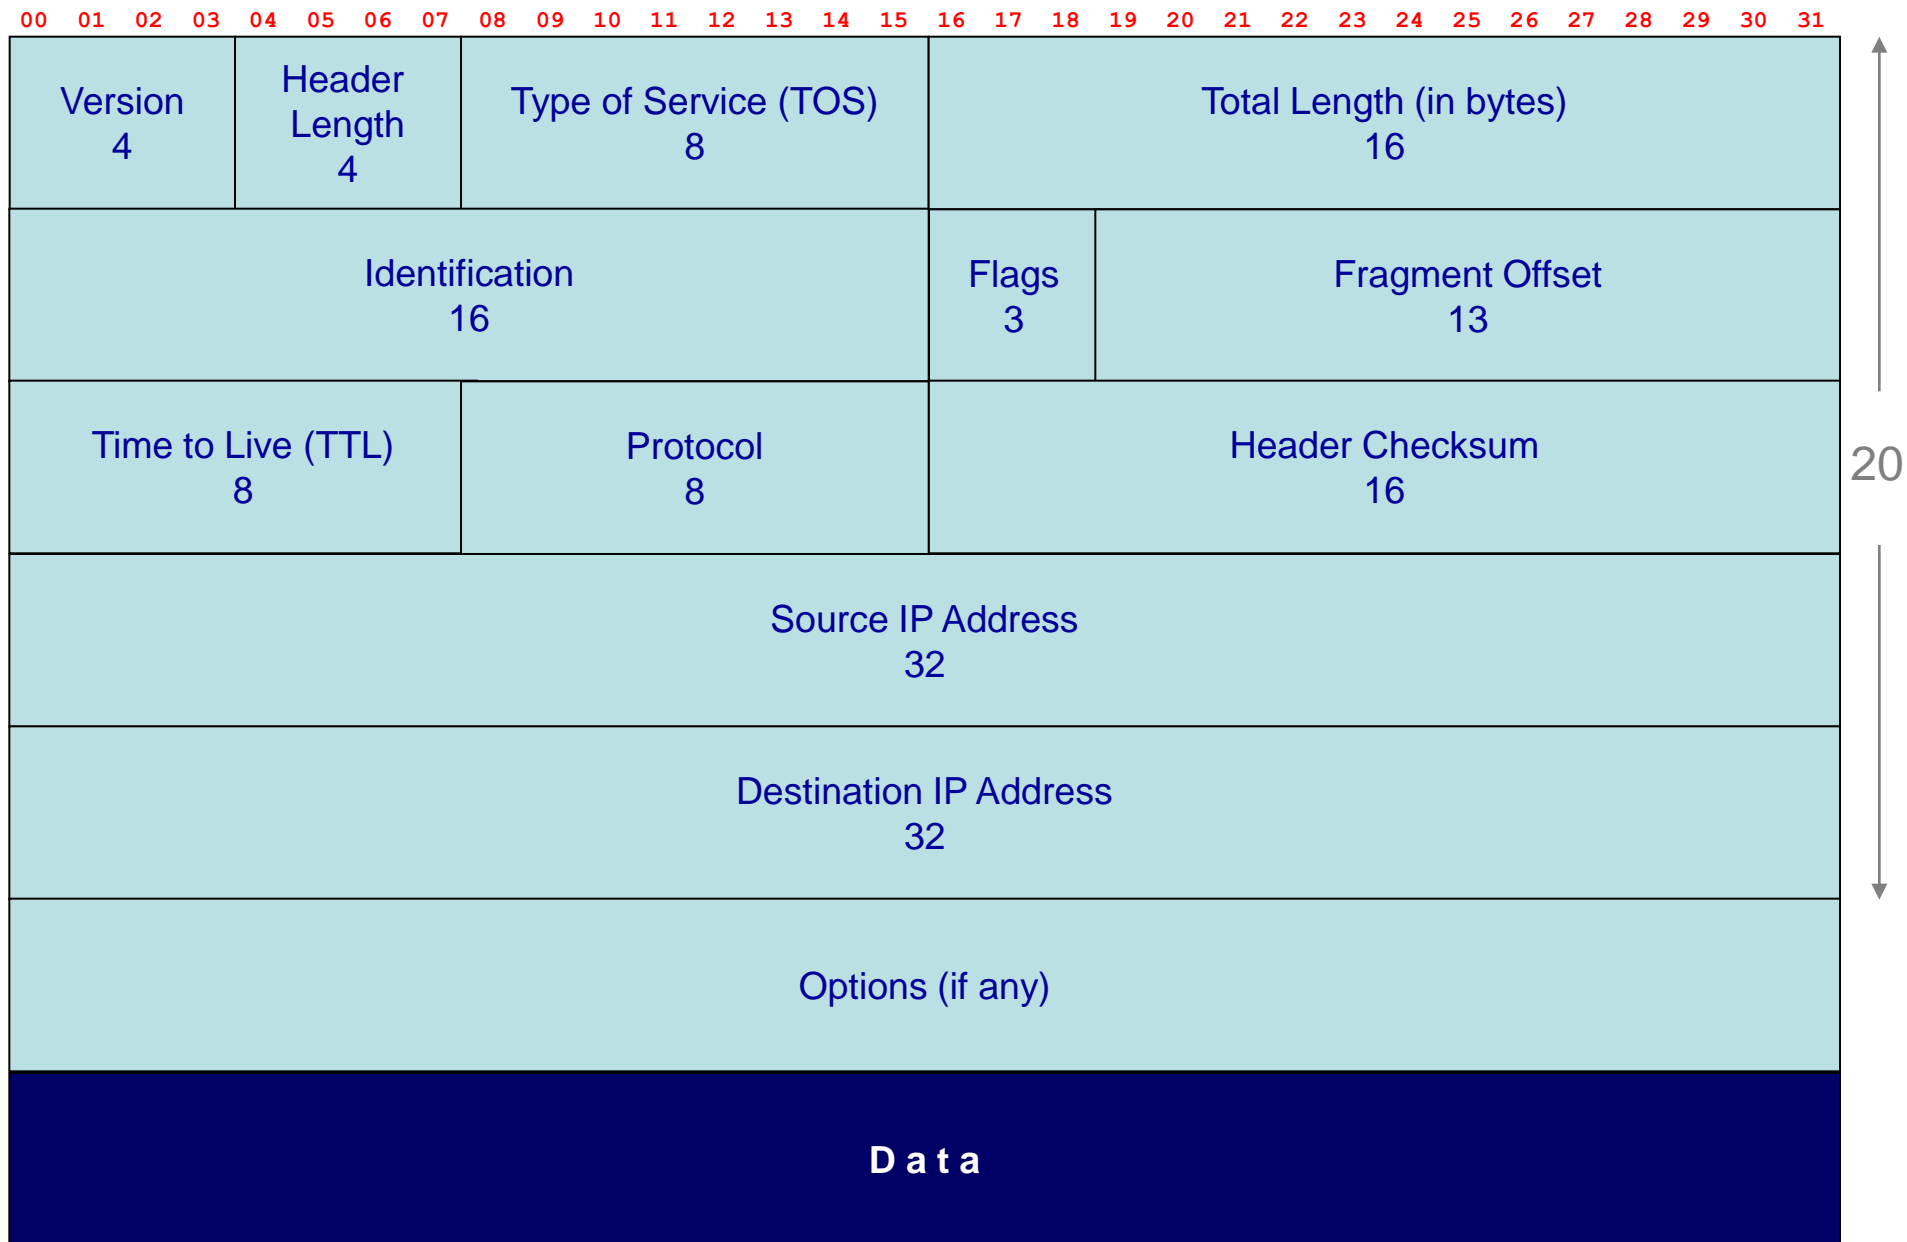 00 01 02 03 04 05 06 07 08 09 10 11 12 13 14 15 16 17 18 19 20 21 22 23 24 25 26 27 28 29 30 31
Version
4
Header
Length
4
Type of Service (TOS)
8
Total Length (in bytes)
16
Identification
16
Flags
3
Fragment Offset
13
Time to Live (TTL)
8
Protocol
8
Header Checksum
16
20
Source IP Address
32
Destination IP Address
32
Options (if any)
D a t a